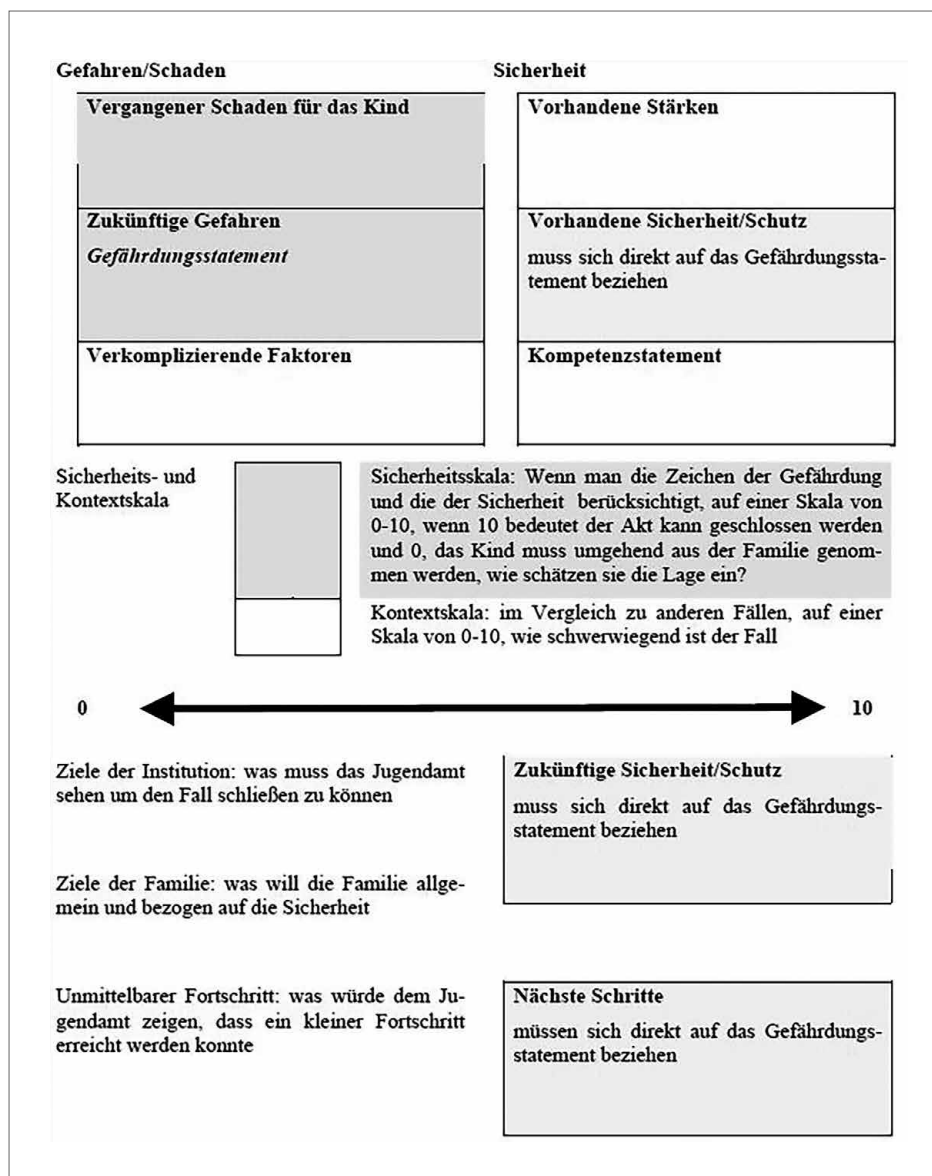 Gefahren/Schaden
Sicherheit
Vergangener Schaden für das Kind
Vorhandene Stärken
Zukünftige Gefahren
Gefährdungsstatement
Vorhandene Sicherheit/Schutz
muss sich direkt auf das Gefährdungssta-
tement beziehen
Verkomplizierende Faktoren
Kompetenzstatement
Sicherheits- und
Kontextskala
Sicherheitsskala: Wenn man die Zeichen der Gefährdung
und die der Sicherheit berücksichtigt, auf einer Skala von
0-10, wenn 10 bedeutet der Akt kann geschlossen werden
und 0, das Kind muss umgehend aus der Familie genom-
men werden, wie schätzen sie die Lage ein?
Kontextskala: im Vergleich zu anderen Fällen, auf einer
Skala von 0-10, wie schwerwiegend ist der Fall
0
10
Ziele der Institution: was muss das Jugendamt
sehen um den Fall schließen zu können
Zukünftige Sicherheit/Schutz
muss sich direkt auf das Gefährdungs-
statement beziehen
Ziele der Familie: was will die Familie allge-
mein und bezogen auf die Sicherheit
Unmittelbarer Fortschritt: was würde dem Ju-
gendamt zeigen, dass ein kleiner Fortschritt
erreicht werden konnte
Nächste Schritte
müssen sich direkt auf das Gefährdungs-
statement beziehen